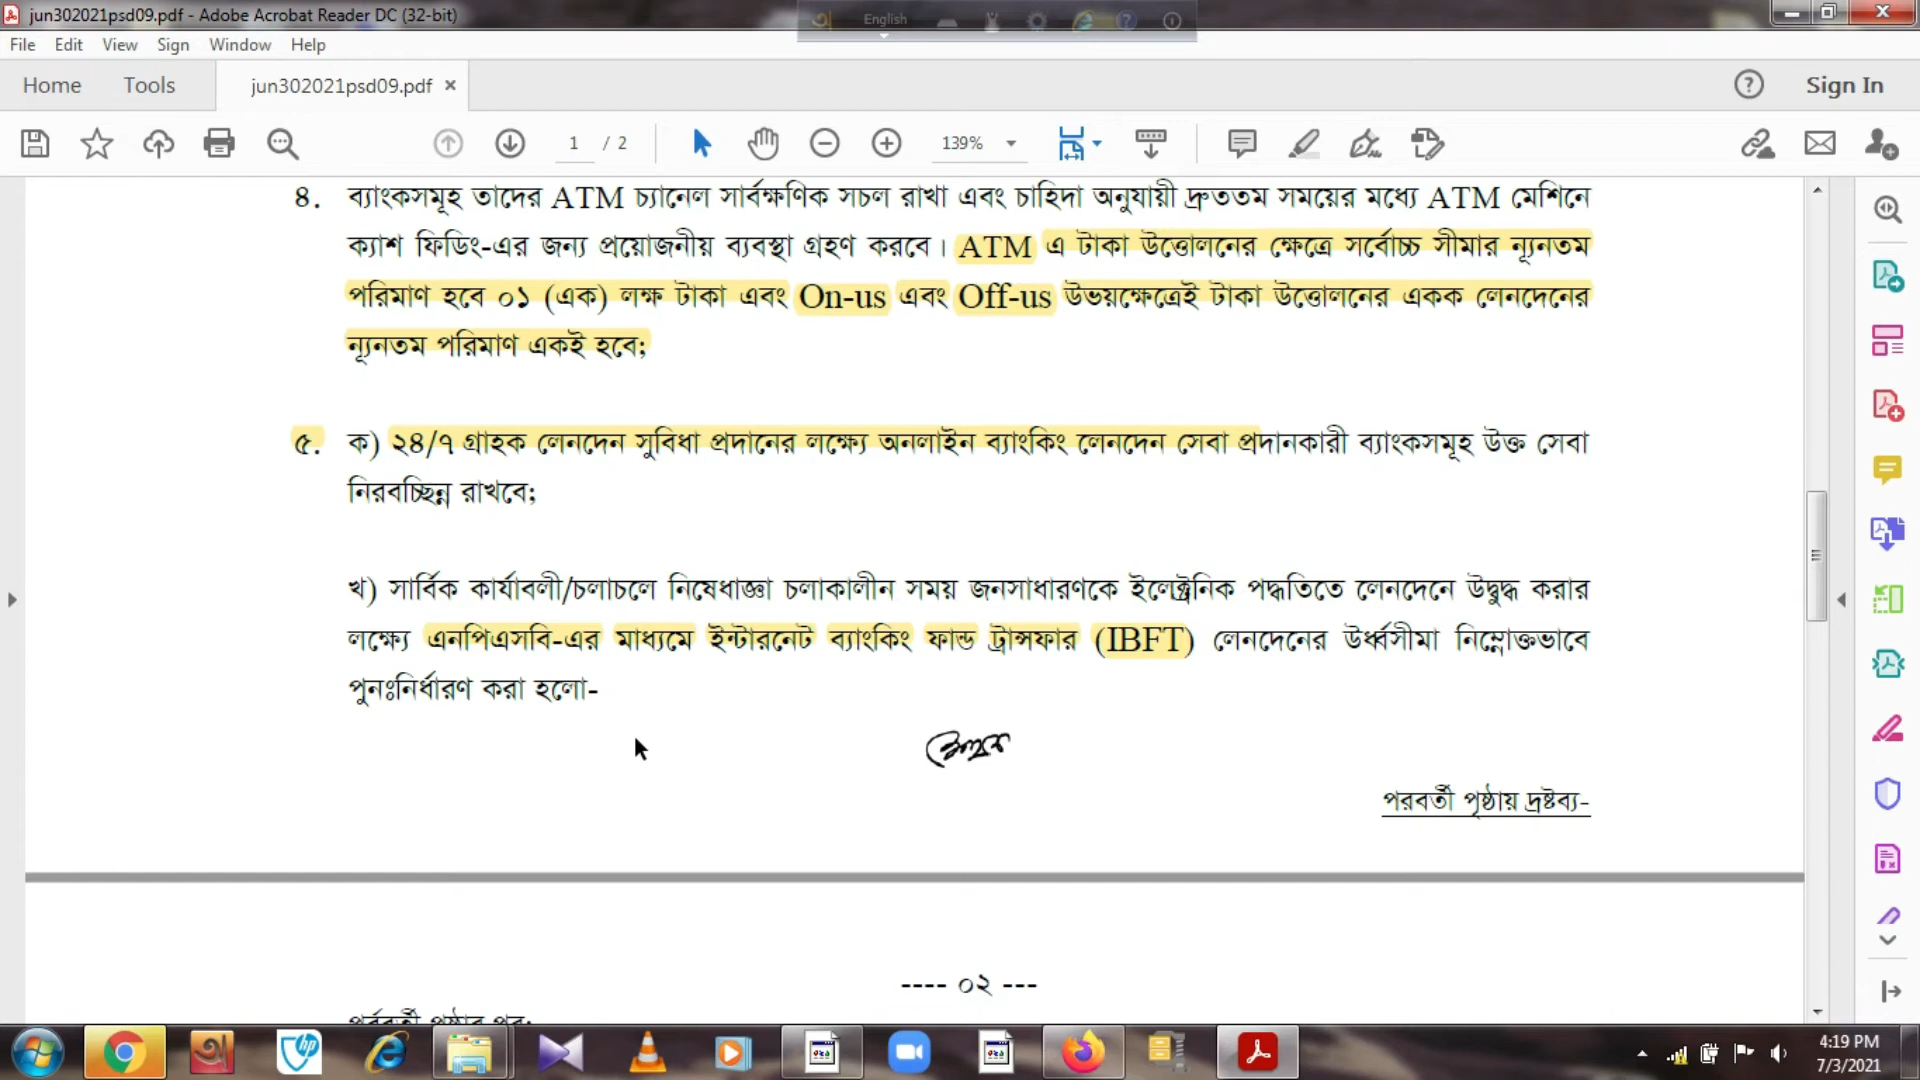 jun302021psd09.pdf - Adobe Acrobat Reader DC (32-bit)
English
File Edit View Sign Window Help
Home Tools jun302021psd09.pdf × Sign In
1 / 2 139%
৪. ব্যাংকসমূহ তাদের ATM চ্যানেল সার্বক্ষণিক সচল রাখা এবং চাহিদা অনুযায়ী দ্রুততম সময়ের মধ্যে ATM মেশিনে
ক্যাশ ফিডিং-এর জন্য প্রয়োজনীয় ব্যবস্থা গ্রহণ করবে। ATM এ টাকা উত্তোলনের ক্ষেত্রে সর্বোচ্চ সীমার ন্যূনতম
পরিমাণ হবে ০১ (এক) লক্ষ টাকা এবং On-us এবং Off-us উভয়ক্ষেত্রেই টাকা উত্তোলনের একক লেনদেনের
ন্যূনতম পরিমাণ একই হবে;
৫. ক) ২৪/৭ গ্রাহক লেনদেন সুবিধা প্রদানের লক্ষ্যে অনলাইন ব্যাংকিং লেনদেন সেবা প্রদানকারী ব্যাংকসমূহ উক্ত সেবা
নিরবচ্ছিন্ন রাখবে;
খ) সার্বিক কার্যাবলী/চলাচলে নিষেধাজ্ঞা চলাকালীন সময় জনসাধারণকে ইলেক্ট্রনিক পদ্ধতিতে লেনদেনে উদ্বুদ্ধ করার
লক্ষ্যে এনপিএসবি-এর মাধ্যমে ইন্টারনেট ব্যাংকিং ফান্ড ট্রান্সফার (IBFT) লেনদেনের উর্ধ্বসীমা নিম্নোক্তভাবে
পুনঃনির্ধারণ করা হলো-
পরবর্তী পৃষ্ঠায় দ্রষ্টব্য-
---- ০২ ---
4:19 PM
7/3/2021